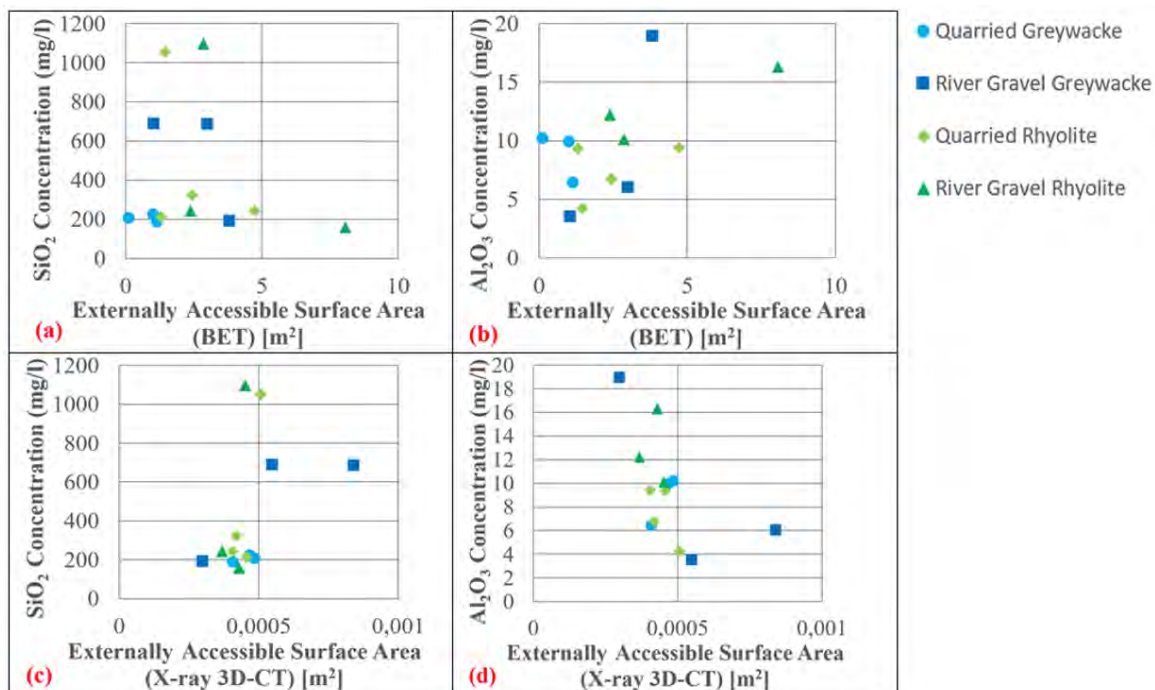 1200
1000
800
600
400
200
0
SiO₂ Concentration (mg/l)
0 5 10
Externally Accessible Surface Area
(BET) [m²]
(a)
20
15
10
5
0
Al₂O₃ Concentration (mg/l)
0 5 10
Externally Accessible Surface Area
(BET) [m²]
(b)
Quarried Greywacke
River Gravel Greywacke
Quarried Rhyolite
River Gravel Rhyolite
1200
1000
800
600
400
200
0
SiO₂ Concentration (mg/l)
0 0,0005 0,001
Externally Accessible Surface Area
(X-ray 3D-CT) [m²]
(c)
20
18
16
14
12
10
8
6
4
2
0
Al₂O₃ Concentration (mg/l)
0 0,0005 0,001
Externally Accessible Surface Area
(X-ray 3D-CT) [m²]
(d)